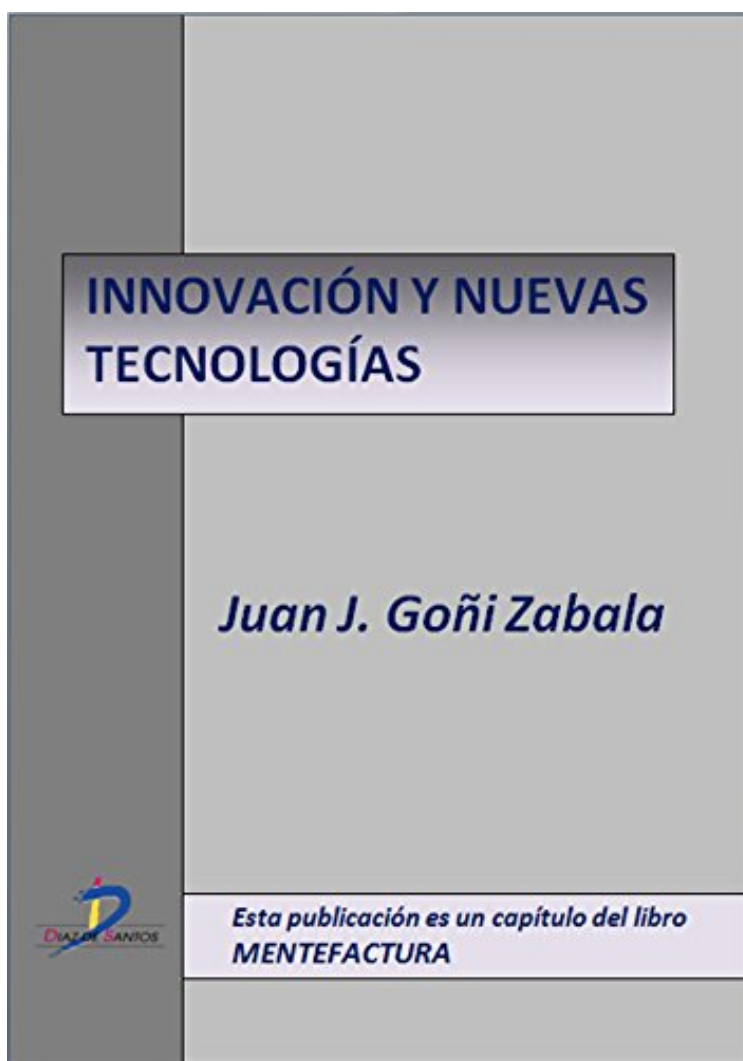 INNOVACIÓN Y NUEVAS
TECNOLOGÍAS
Juan J. Goñi Zabala
DIAZ DE SANTOS
Esta publicación es un capítulo del libro
MENTEFACTURA